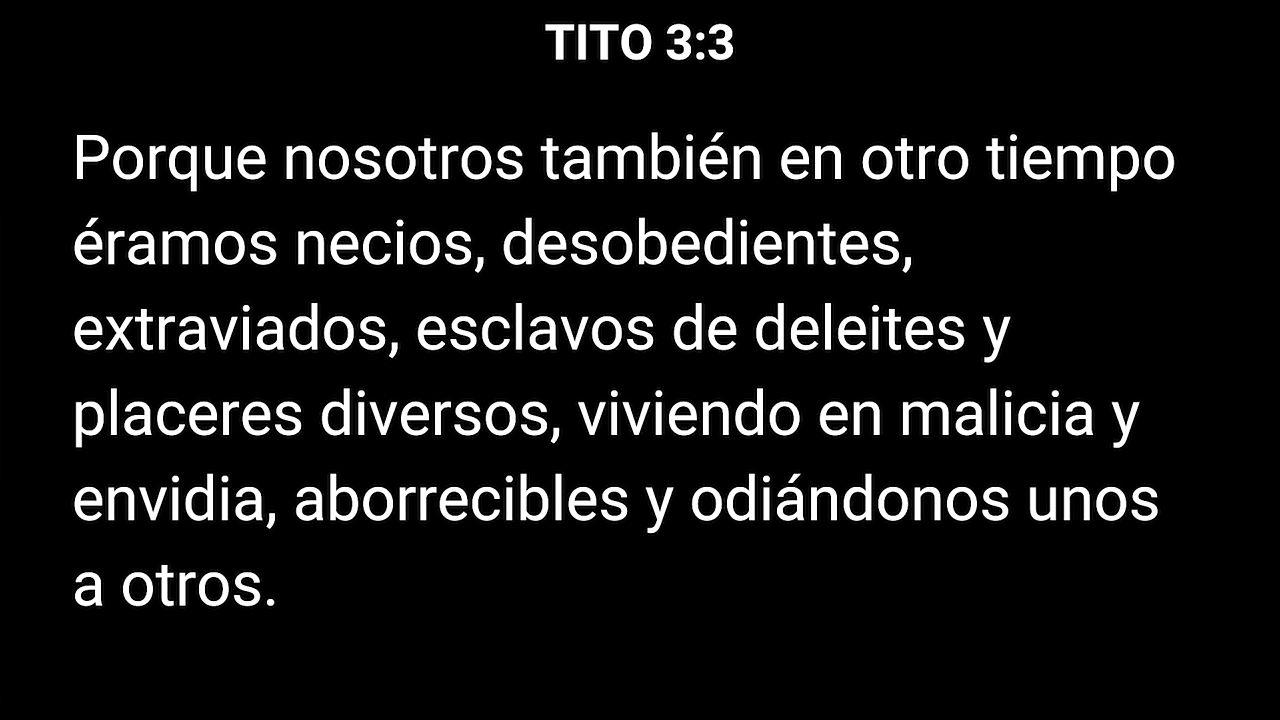 TITO 3:3
Porque nosotros también en otro tiempo
éramos necios, desobedientes,
extraviados, esclavos de deleites y
placeres diversos, viviendo en malicia y
envidia, aborrecibles y odiándonos unos
a otros.